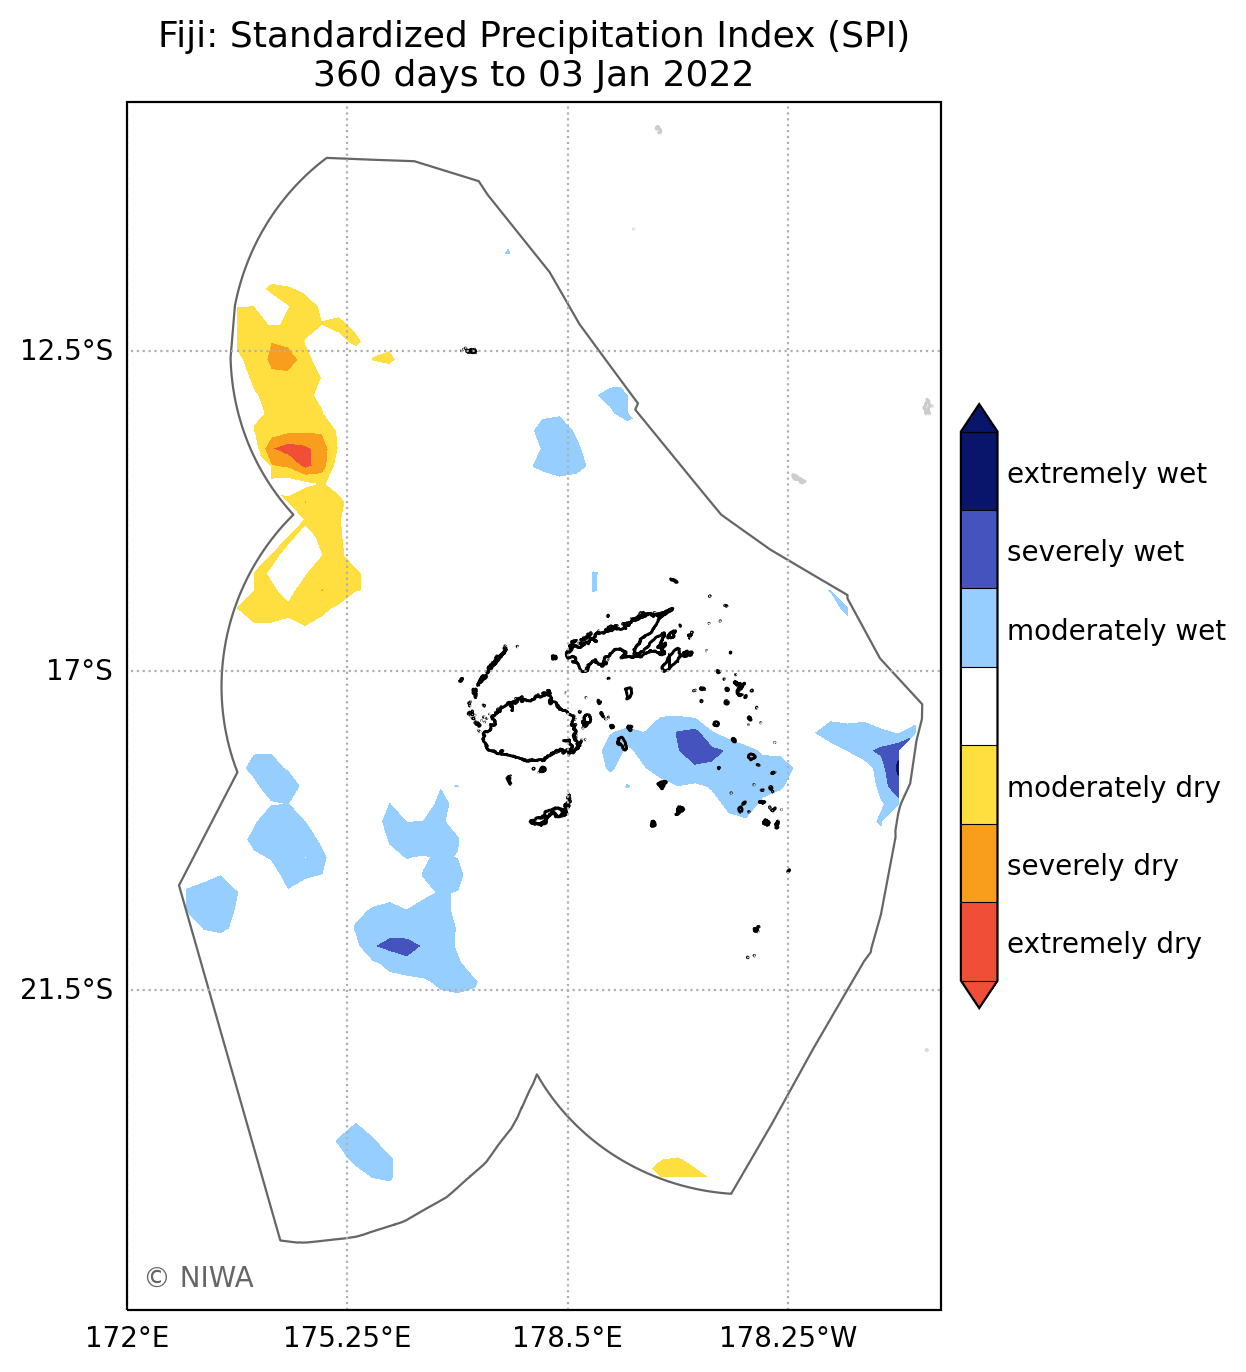 Fiji: Standardized Precipitation Index (SPI)
360 days to 03 Jan 2022
12.5°S
17°S
21.5°S
172°E
175.25°E
178.5°E
178.25°W
extremely wet
severely wet
moderately wet
moderately dry
severely dry
extremely dry
© NIWA